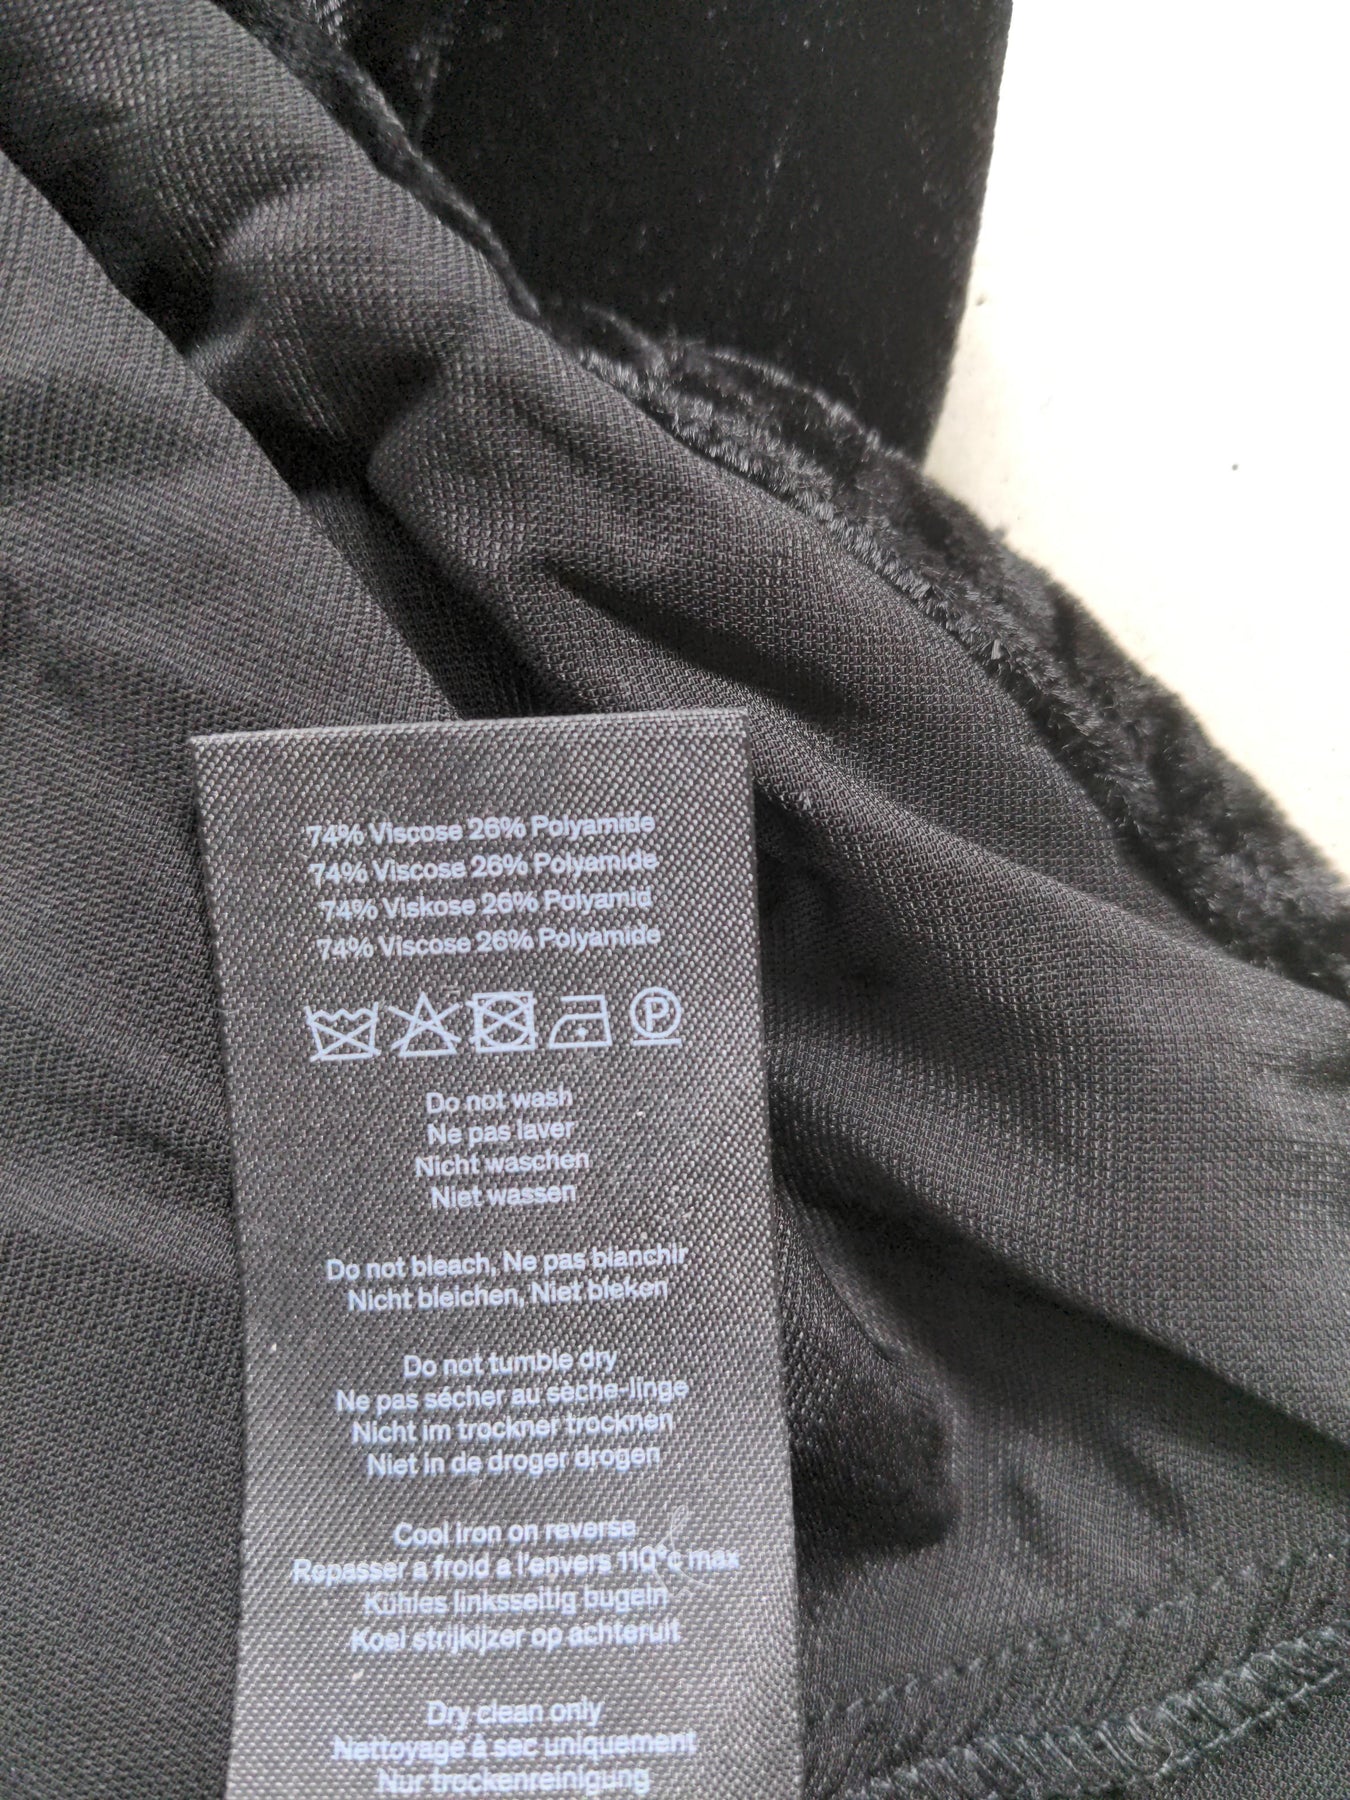 74% Viscose 26% Polyamide
74% Viscose 26% Polyamide
74% Viskose 26% Polyamid
74% Viscose 26% Polyamide
P
Do not wash
Ne pas laver
Nicht waschen
Niet wassen
Do not bleach, Ne pas blanchir
Nicht bleichen, Niet bleken
Do not tumble dry
Ne pas sécher au sèche-linge
Nicht im trockner trocknen
Niet in de droger drogen
Cool iron on reverse
Repasser a froid a l'envers 110°c max
Kühles linksseitig bugeln
Koel strijkijzer op achteruit
Dry clean only
Nettoyage à sec uniquement
Nur trockenreinigung